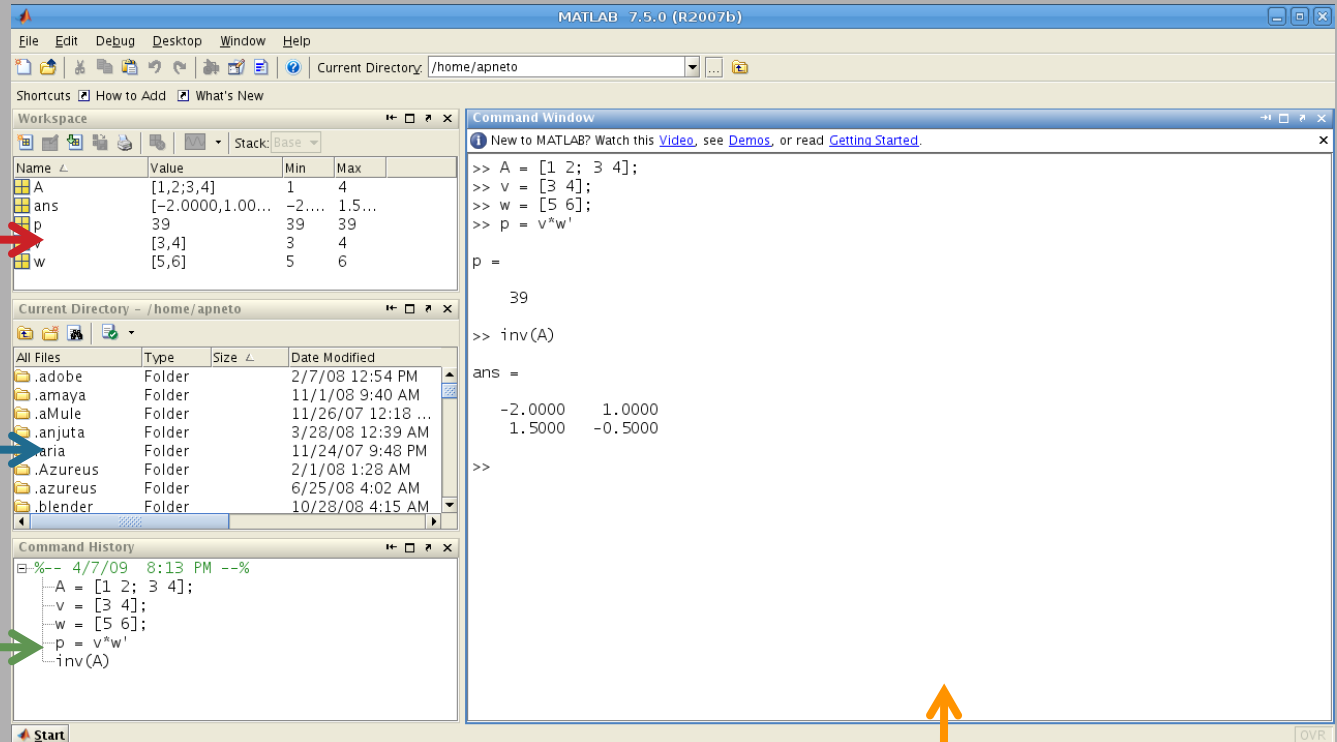 MATLAB 7.5.0 (R2007b)
File Edit Debug Desktop Window Help
Current Directory: /home/apneto ...
Shortcuts How to Add What's New
Workspace
Stack: Base
Name Value Min Max
A [1,2;3,4] 1 4
ans [-2.0000,1.00... -2.... 1.5...
p 39 39 39
v [3,4] 3 4
w [5,6] 5 6
Current Directory - /home/apneto
All Files Type Size Date Modified
.adobe Folder 2/7/08 12:54 PM
.amaya Folder 11/1/08 9:40 AM
.aMule Folder 11/26/07 12:18 ...
.anjuta Folder 3/28/08 12:39 AM
aria Folder 11/24/07 9:48 PM
.Azureus Folder 2/1/08 1:28 AM
.azureus Folder 6/25/08 4:02 AM
.blender Folder 10/28/08 4:15 AM
Command History
%-- 4/7/09 8:13 PM --%
A = [1 2; 3 4];
v = [3 4];
w = [5 6];
p = v*w'
inv(A)
Command Window
New to MATLAB? Watch this Video, see Demos, or read Getting Started.
>> A = [1 2; 3 4];
>> v = [3 4];
>> w = [5 6];
>> p = v*w'
p =
39
>> inv(A)
ans =
-2.0000 1.0000
1.5000 -0.5000
>>
Start
OVR